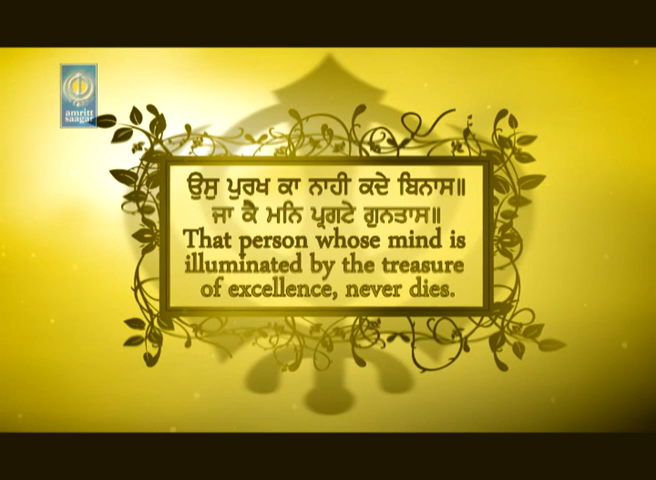 amritt
saagar
ਉਸੁ ਪੁਰਖ ਕਾ ਨਾਹੀ ਕਦੇ ਬਿਨਾਸ॥
ਜਾ ਕੈ ਮਨਿ ਪ੍ਰਗਟੇ ਗੁਨਤਾਸ॥
That person whose mind is
illuminated by the treasure
of excellence, never dies.